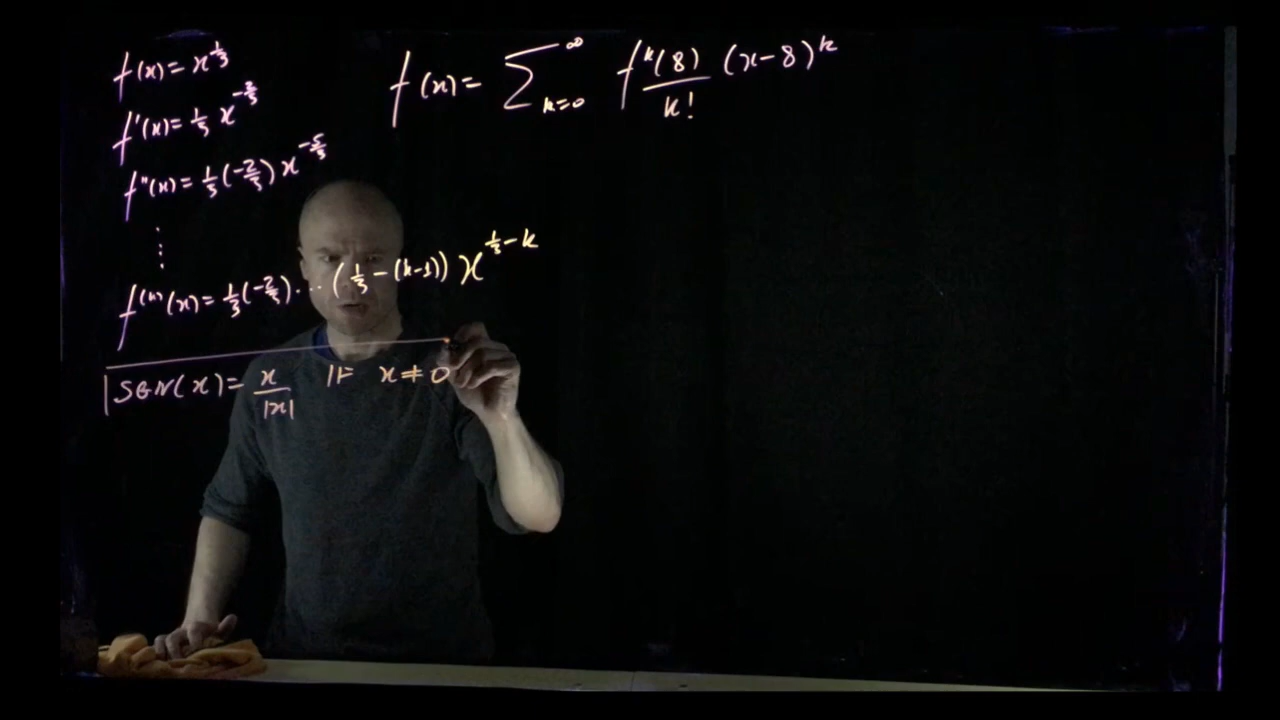 f(x) = x^{1/3}
f'(x) = 1/3 x^{-2/3}
f''(x) = 1/3 (-2/3) x^{-5/3}
⋮
f^{(k)}(x) = 1/3 (-2/3) ... (1/3 - (k-1)) x^{1/3 - k}
SGN(x) = x/|x| IF x ≠ 0
f(x) = ∑_{k=0}^{∞} f^k(8)/k! (x-8)^k